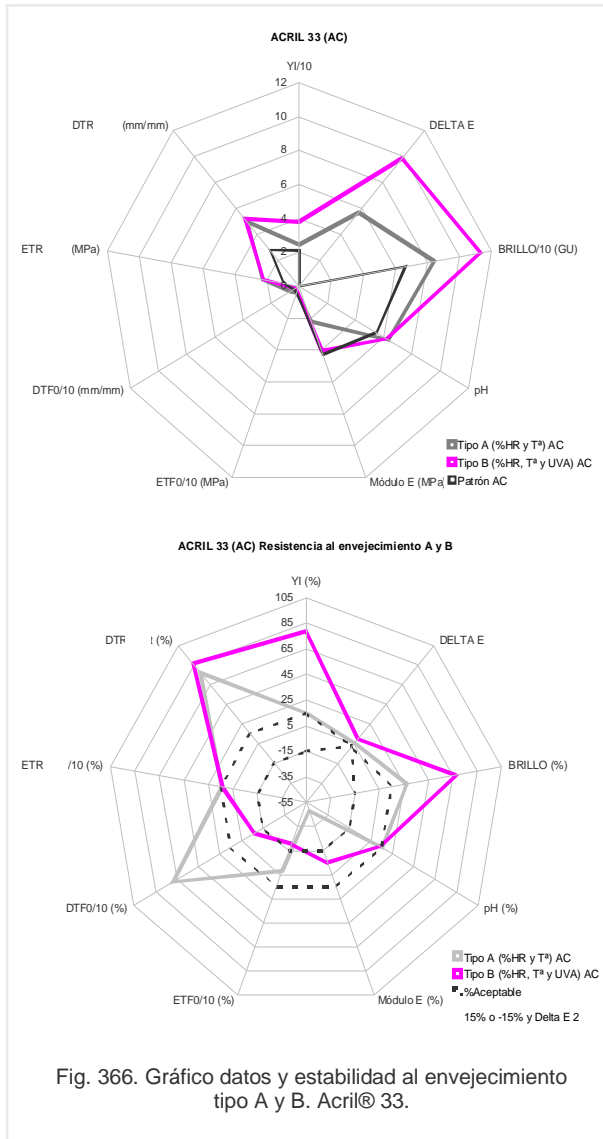 ACRIL 33 (AC)
YI/10
12
10
8
6
4
2
0
DELTA E
BRILLO/10 (GU)
pH
Módulo E (MPa)
ETF0/10 (MPa)
DTF0/10 (mm/mm)
ETR (MPa)
DTR (mm/mm)
Tipo A (%HR y Tª) AC
Tipo B (%HR, Tª y UVA) AC
Patrón AC
ACRIL 33 (AC) Resistencia al envejecimiento A y B
YI (%)
105
85
65
45
25
5
-15
-35
-55
DELTA E
BRILLO (%)
pH (%)
Módulo E (%)
ETF0/10 (%)
DTF0/10 (%)
ETR /10 (%)
DTR (%)
Tipo A (%HR y Tª) AC
Tipo B (%HR, Tª y UVA) AC
%Aceptable
15% o -15% y Delta E 2
Fig. 366. Gráfico datos y estabilidad al envejecimiento
tipo A y B. Acril® 33.